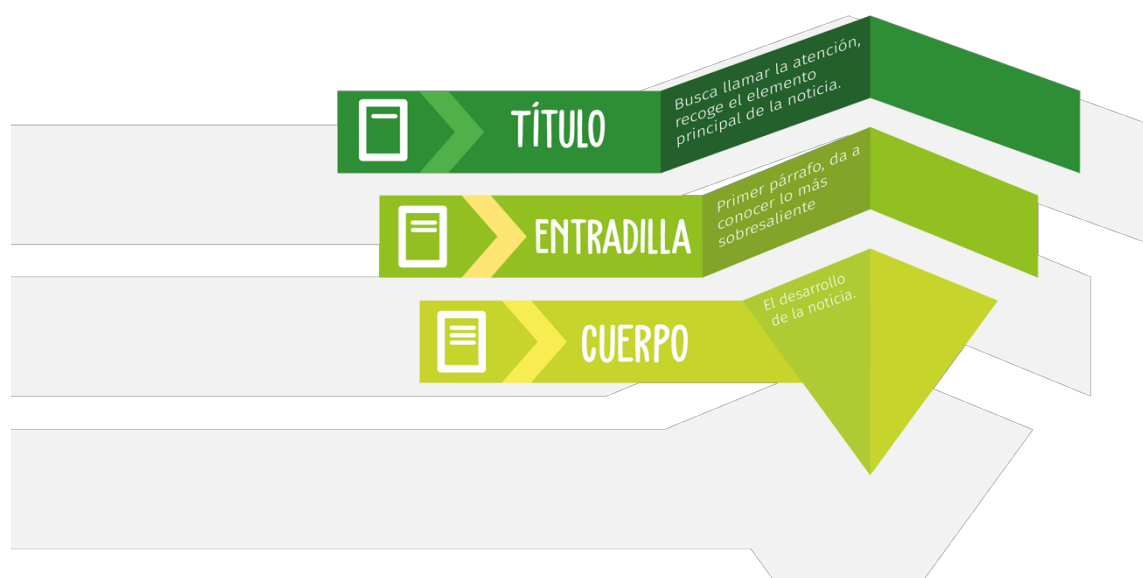 TÍTULO
Busca llamar la atención,
recoge el elemento
principal de la noticia.
ENTRADILLA
Primer párrafo, da a
conocer lo más
sobresaliente
CUERPO
El desarrollo
de la noticia.